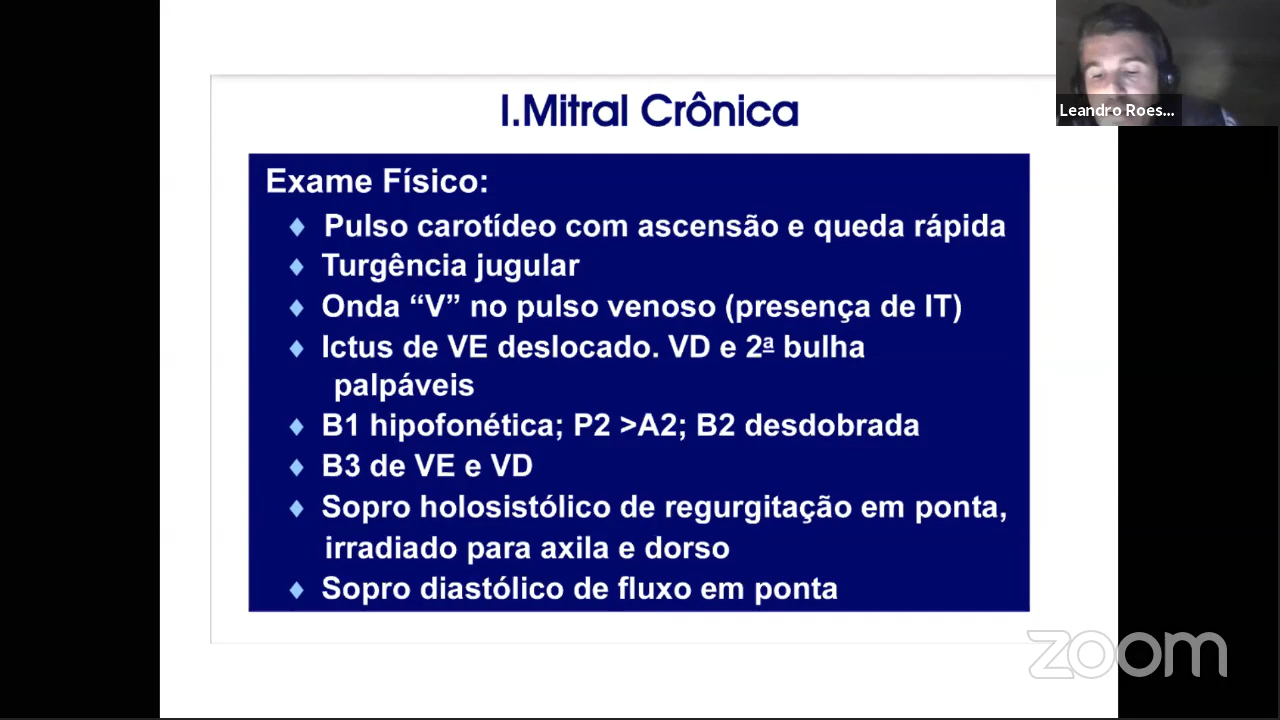 I.Mitral Crônica
Leandro Roes...
Exame Físico:
Pulso carotídeo com ascensão e queda rápida
Turgência jugular
Onda “V” no pulso venoso (presença de IT)
Ictus de VE deslocado. VD e 2ª bulha
palpáveis
B1 hipofonética; P2 >A2; B2 desdobrada
B3 de VE e VD
Sopro holosistólico de regurgitação em ponta,
irradiado para axila e dorso
Sopro diastólico de fluxo em ponta
zoom